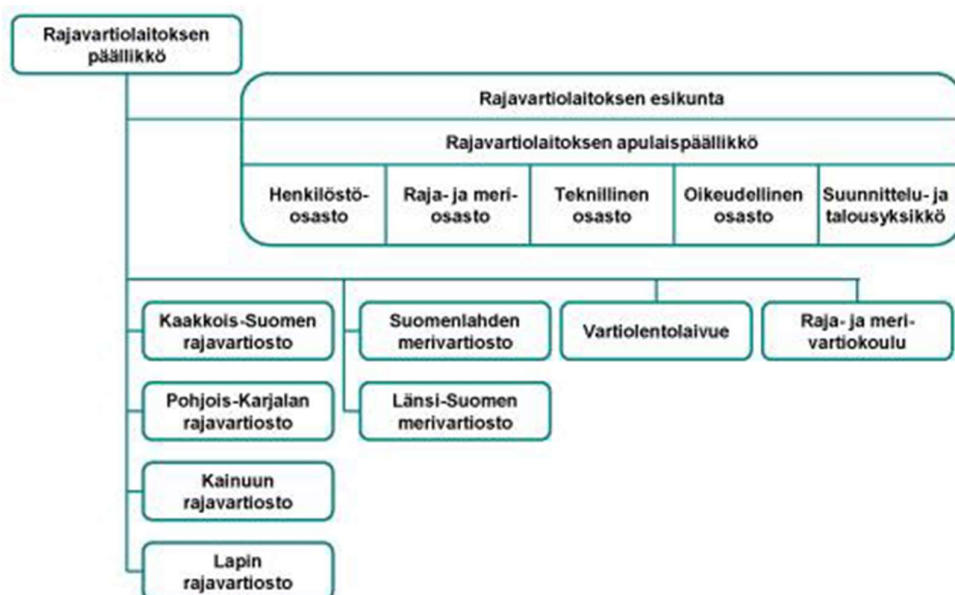 Rajavartiolaitoksen
päällikkö
Rajavartiolaitoksen esikunta
Rajavartiolaitoksen apulaispäällikkö
Henkilöstö-
osasto
Raja- ja meri-
osasto
Teknillinen
osasto
Oikeudellinen
osasto
Suunnittelu- ja
talousyksikkö
Kaakkois-Suomen
rajavartiosto
Suomenlahden
merivartiosto
Vartiolentolaivue
Raja- ja meri-
vartiokoulu
Pohjois-Karjalan
rajavartiosto
Länsi-Suomen
merivartiosto
Kainuun
rajavartiosto
Lapin
rajavartiosto